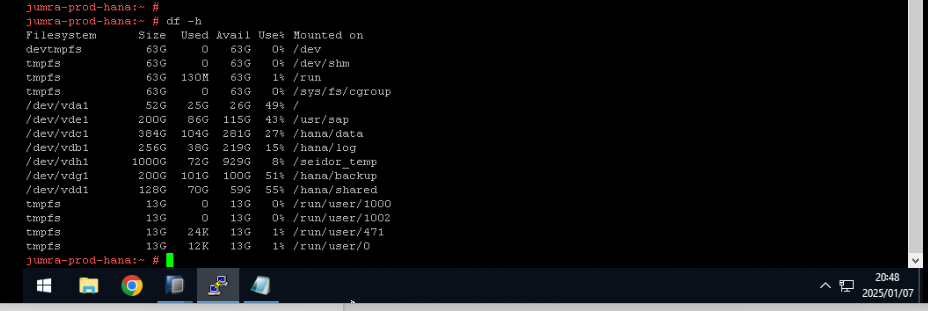 jumra-prod-hana:~ #
jumra-prod-hana:~ # df -h
Filesystem      Size  Used Avail Use% Mounted on
devtmpfs         63G     0   63G   0% /dev
tmpfs            63G     0   63G   0% /dev/shm
tmpfs            63G  130M   63G   1% /run
tmpfs            63G     0   63G   0% /sys/fs/cgroup
/dev/vda1        52G   25G   26G  49% /
/dev/vde1       200G   86G  115G  43% /usr/sap
/dev/vdc1       384G  104G  281G  27% /hana/data
/dev/vdb1       256G   38G  219G  15% /hana/log
/dev/vdh1      1000G   72G  929G   8% /seidor_temp
/dev/vdg1       200G  101G  100G  51% /hana/backup
/dev/vdd1       128G   70G   59G  55% /hana/shared
tmpfs            13G     0   13G   0% /run/user/1000
tmpfs            13G     0   13G   0% /run/user/1002
tmpfs            13G   24K   13G   1% /run/user/471
tmpfs            13G   12K   13G   1% /run/user/0
jumra-prod-hana:~ #
20:48
2025/01/07